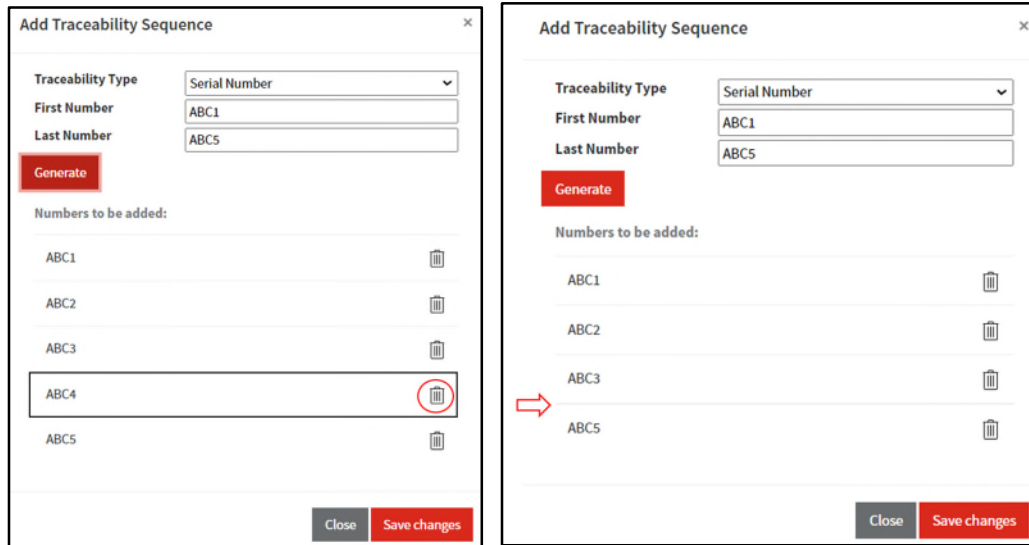 Add Traceability Sequence ×
Traceability Type Serial Number
First Number ABC1
Last Number ABC5
Generate
Numbers to be added:
ABC1
ABC2
ABC3
ABC4
ABC5
Close Save changes
Add Traceability Sequence ×
Traceability Type Serial Number
First Number ABC1
Last Number ABC5
Generate
Numbers to be added:
ABC1
ABC2
ABC3
ABC5
Close Save changes